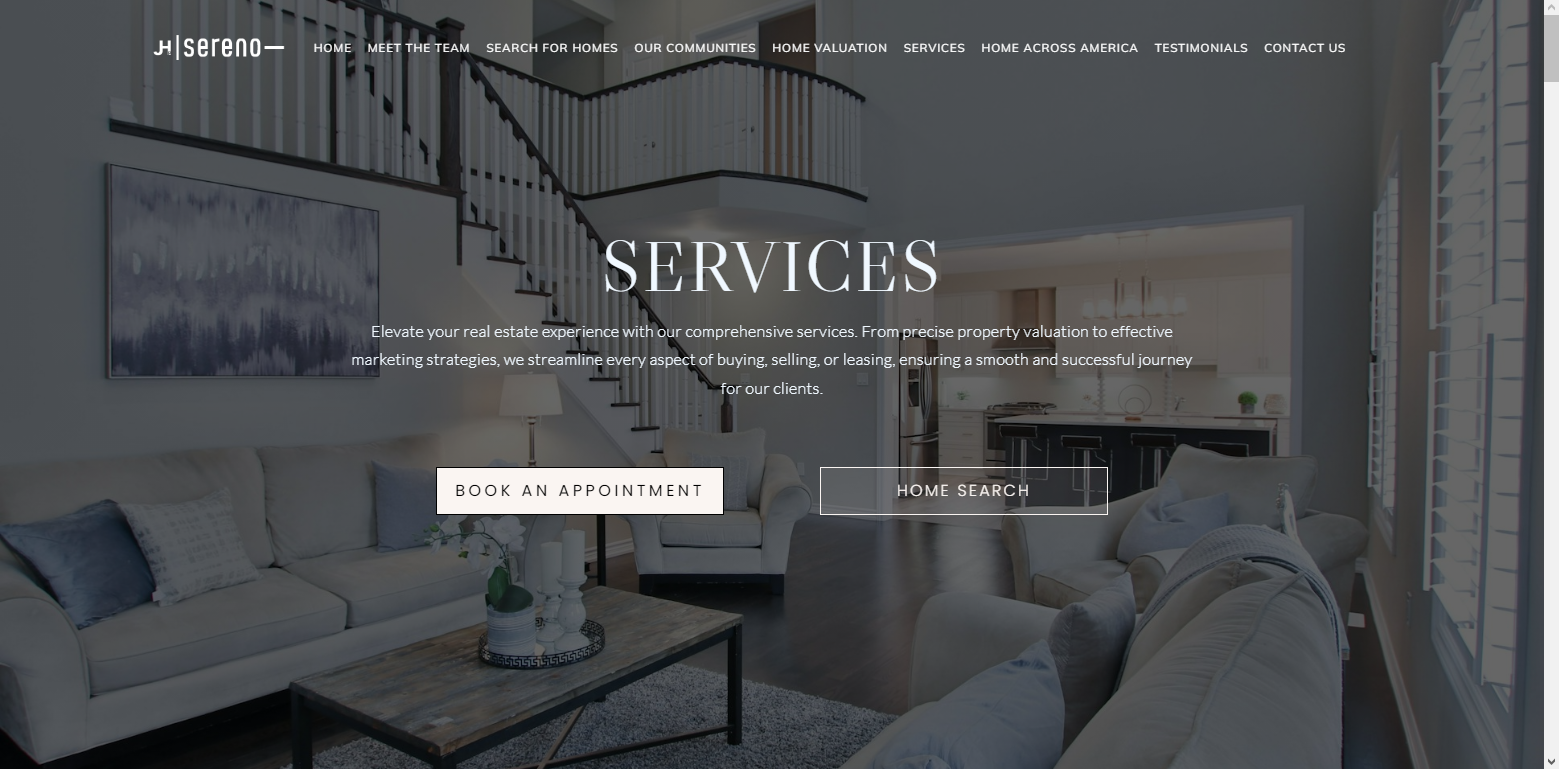 JH|sereno
HOME MEET THE TEAM SEARCH FOR HOMES OUR COMMUNITIES HOME VALUATION SERVICES HOME ACROSS AMERICA TESTIMONIALS CONTACT US
SERVICES
Elevate your real estate experience with our comprehensive services. From precise property valuation to effective
marketing strategies, we streamline every aspect of buying, selling, or leasing, ensuring a smooth and successful journey
for our clients.
BOOK AN APPOINTMENT HOME SEARCH